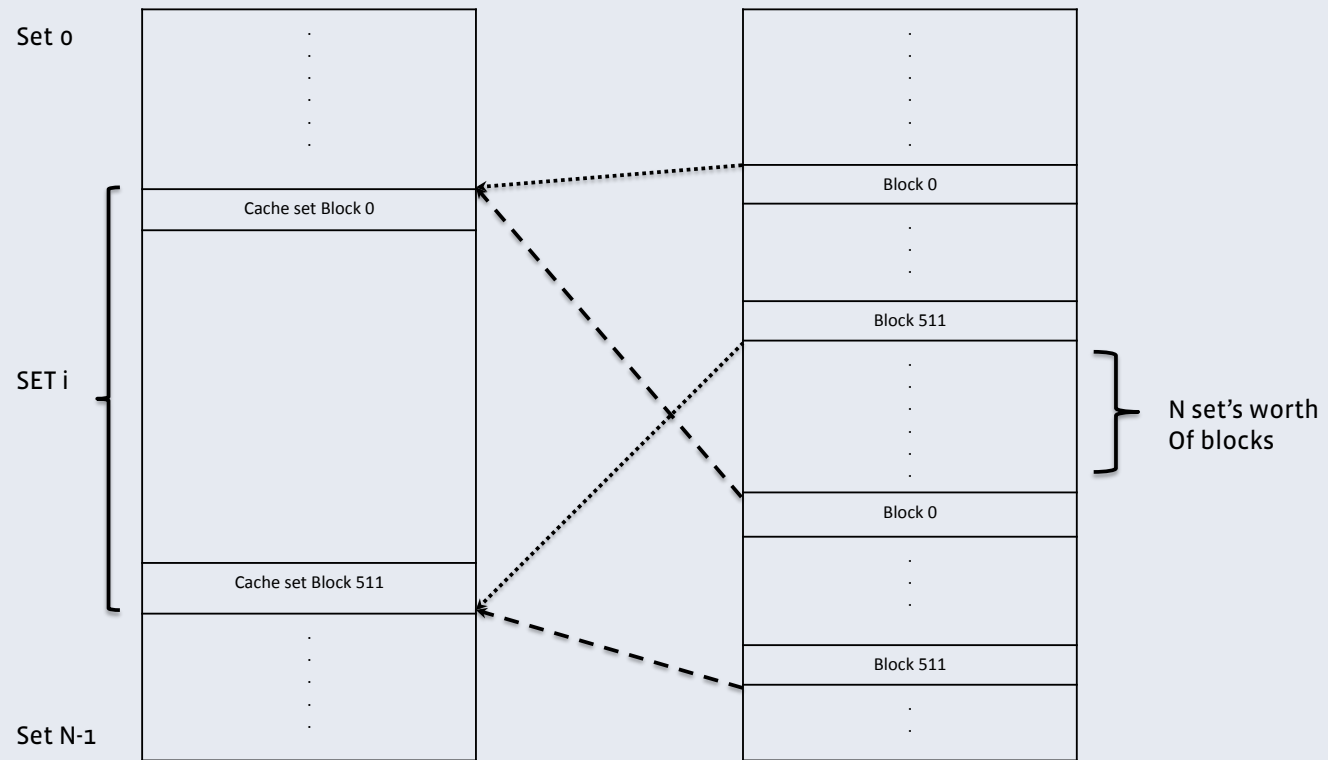 Set 0
Cache set Block 0
SET i
Cache set Block 511
Set N-1
Block 0
Block 511
Block 0
Block 511
N set's worth
Of blocks